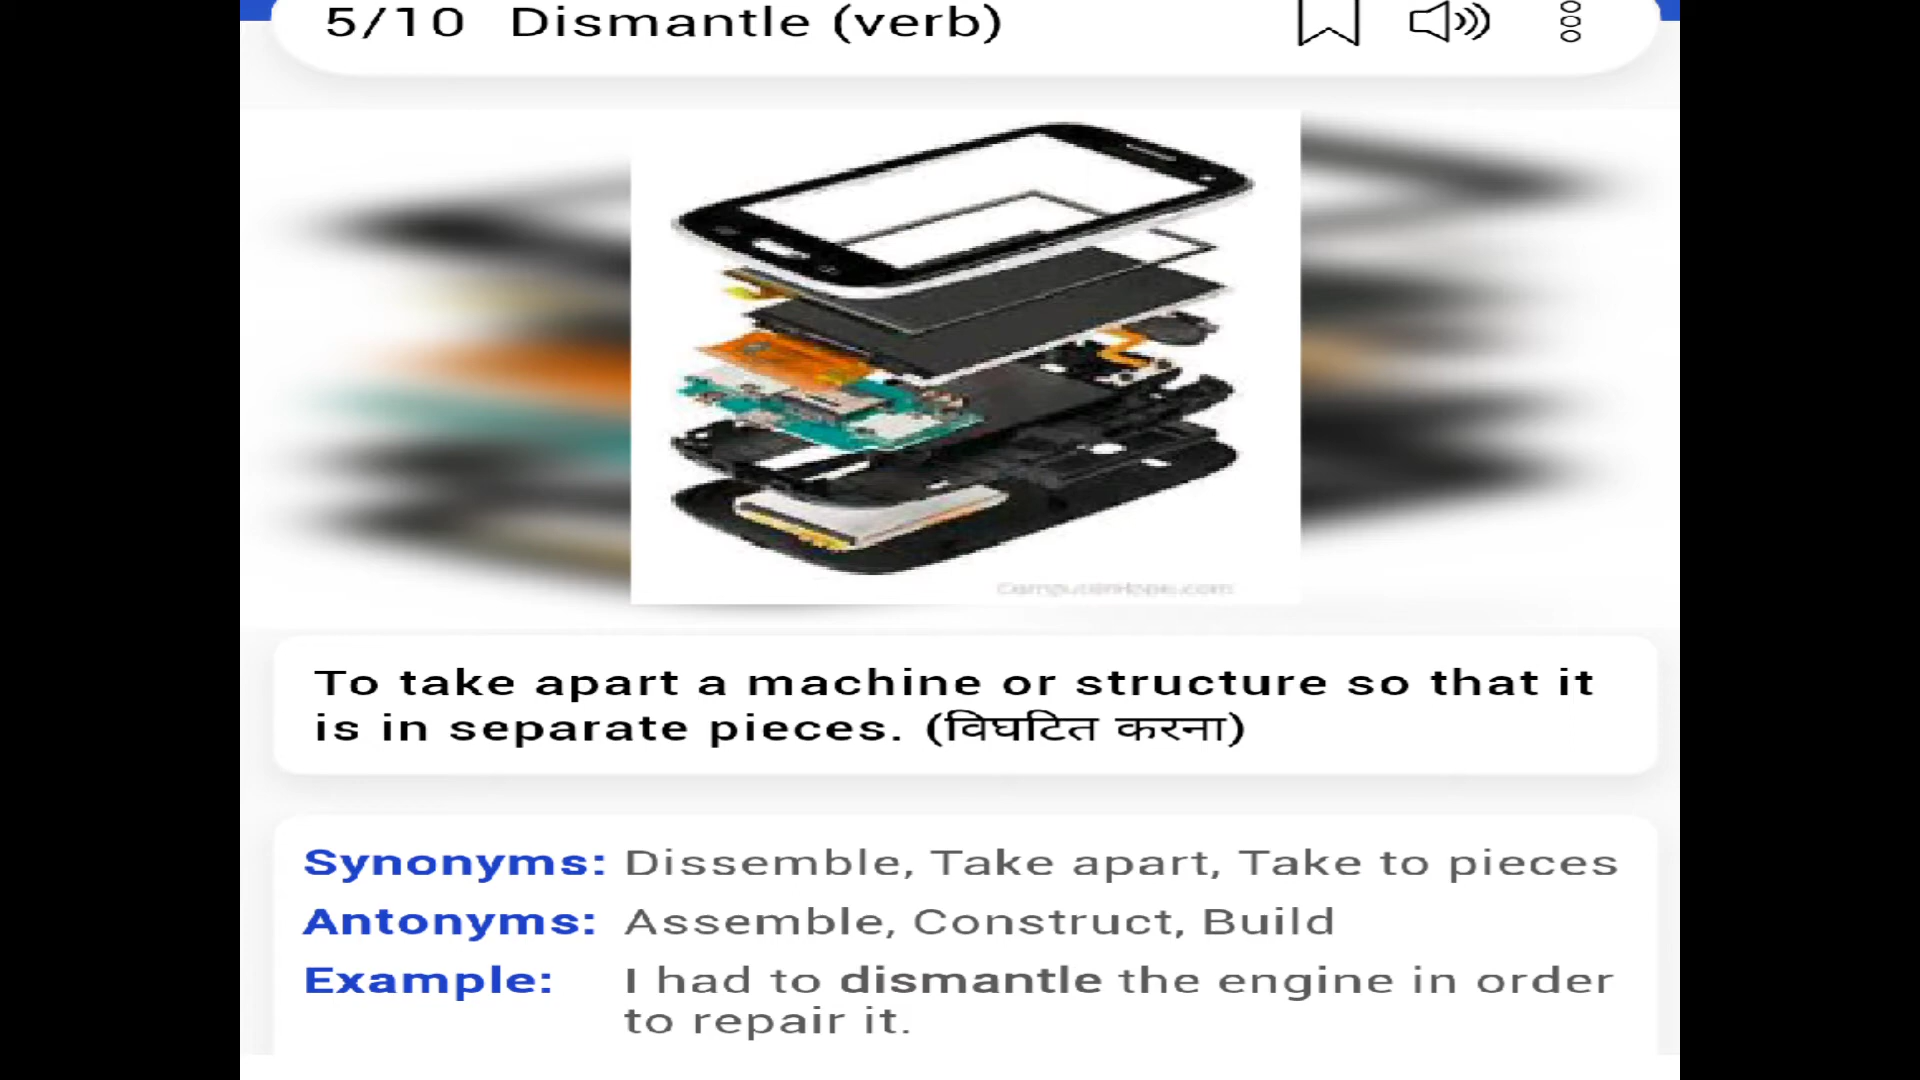 5/10 Dismantle (verb)
ComputerHope.com
To take apart a machine or structure so that it
is in separate pieces. (विघटित करना)
Synonyms: Dissemble, Take apart, Take to pieces
Antonyms: Assemble, Construct, Build
Example: I had to dismantle the engine in order
to repair it.